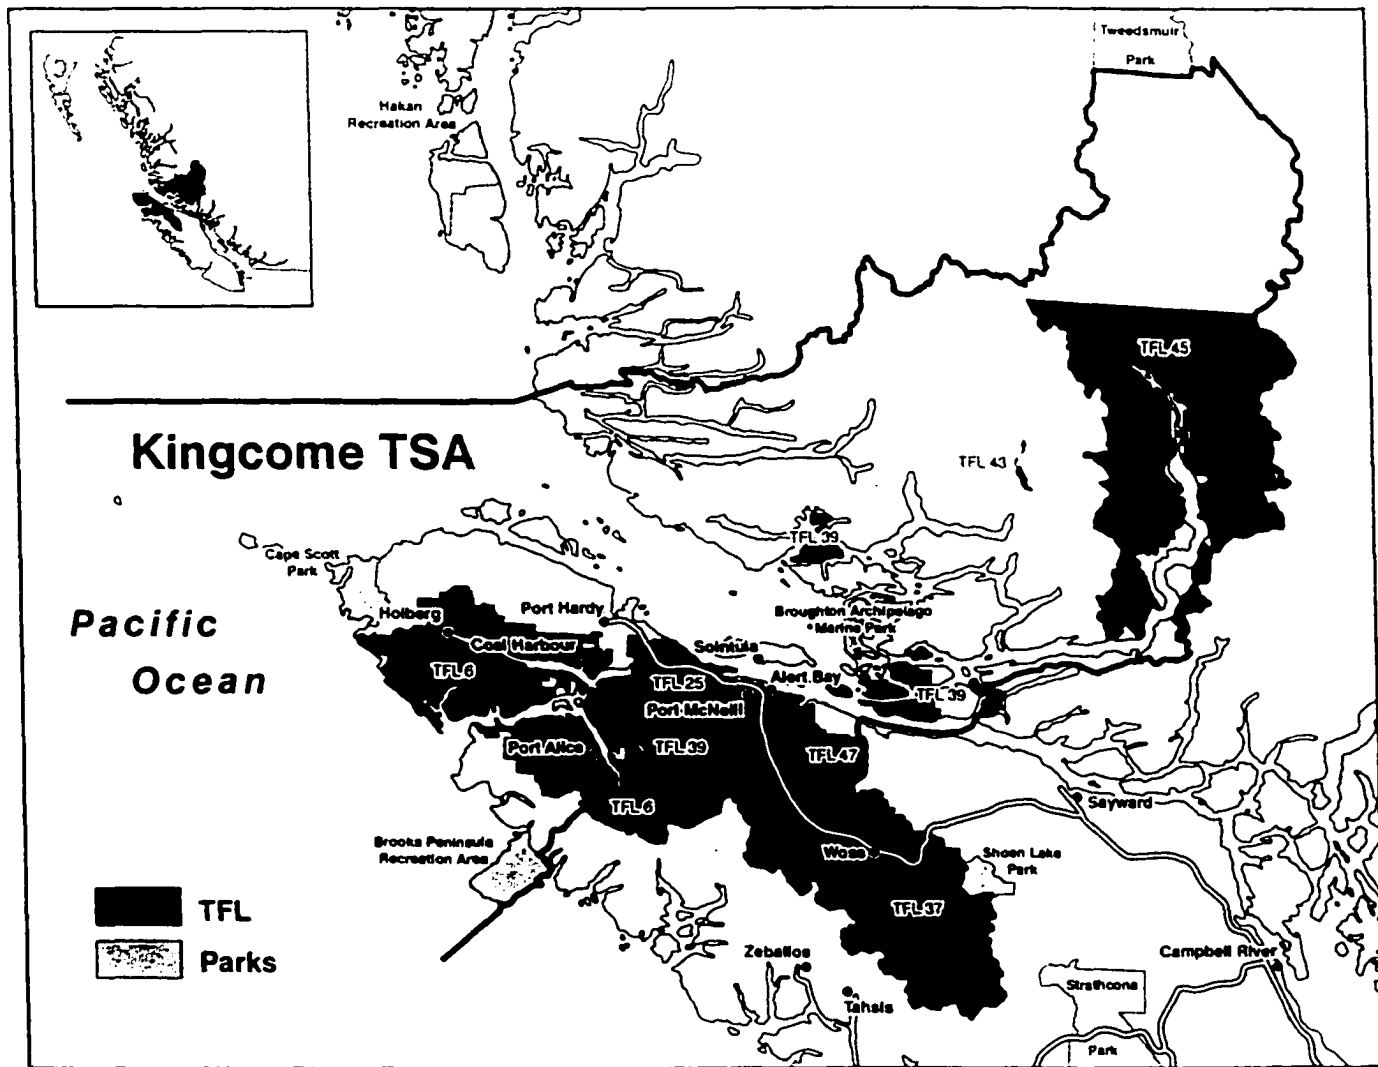 Tweedsmuir
Park
Hakan
Recreation Area
TFL 45
Kingcome TSA
TFL 43
TFL 39
Cape Scott
Park
Holberg
Port Hardy
Broughton Archipelago
Marine Park
Pacific
Ocean
Coal Harbour
Sointula
TFL 6
TFL 25
Alert Bay
TFL 39
Port McNeill
Port Alice
TFL 39
TFL 47
TFL 6
Sayward
Brooks Peninsula
Recreation Area
Woss
Shoen Lake
Park
TFL
TFL 37
Parks
Zeballos
Campbell River
Strathcona
Tahsis
Park